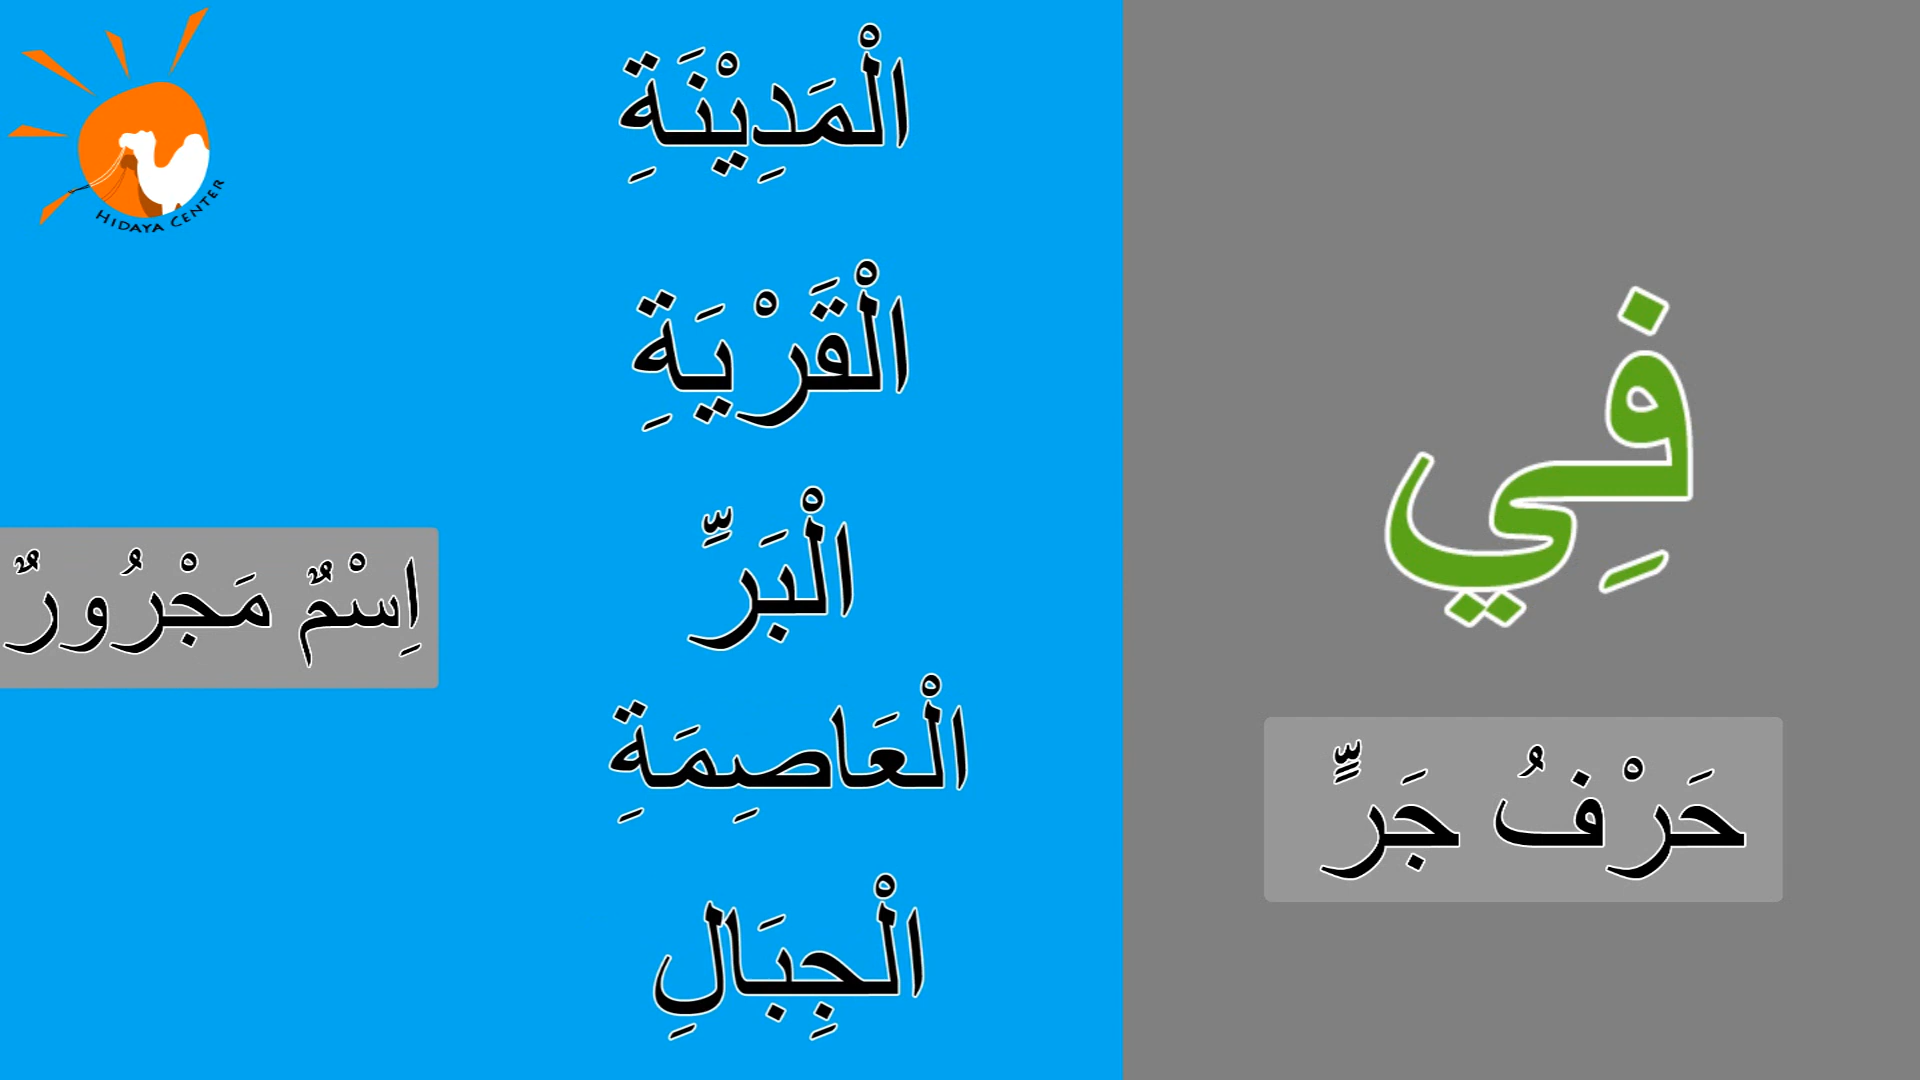 فِي
حَرْفُ جَرٍّ
الْمَدِيْنَةِ
الْقَرْيَةِ
الْبَرِّ
الْعَاصِمَةِ
الْجِبَالِ
اِسْمٌ مَجْرُورٌ
HIDAYA CENTER